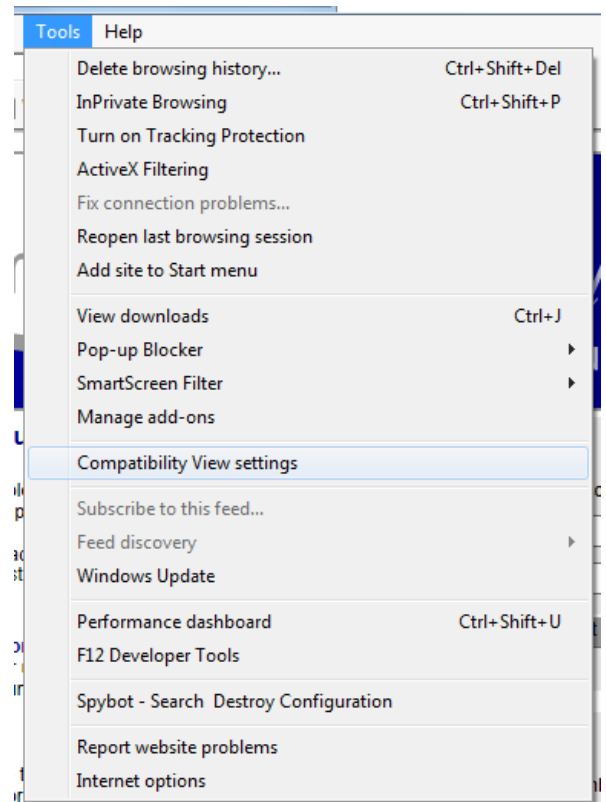 Tools Help
Delete browsing history... Ctrl+Shift+Del
InPrivate Browsing Ctrl+Shift+P
Turn on Tracking Protection
ActiveX Filtering
Fix connection problems...
Reopen last browsing session
Add site to Start menu
View downloads Ctrl+J
Pop-up Blocker
SmartScreen Filter
Manage add-ons
Compatibility View settings
Subscribe to this feed...
Feed discovery
Windows Update
Performance dashboard Ctrl+Shift+U
F12 Developer Tools
Spybot - Search Destroy Configuration
Report website problems
Internet options